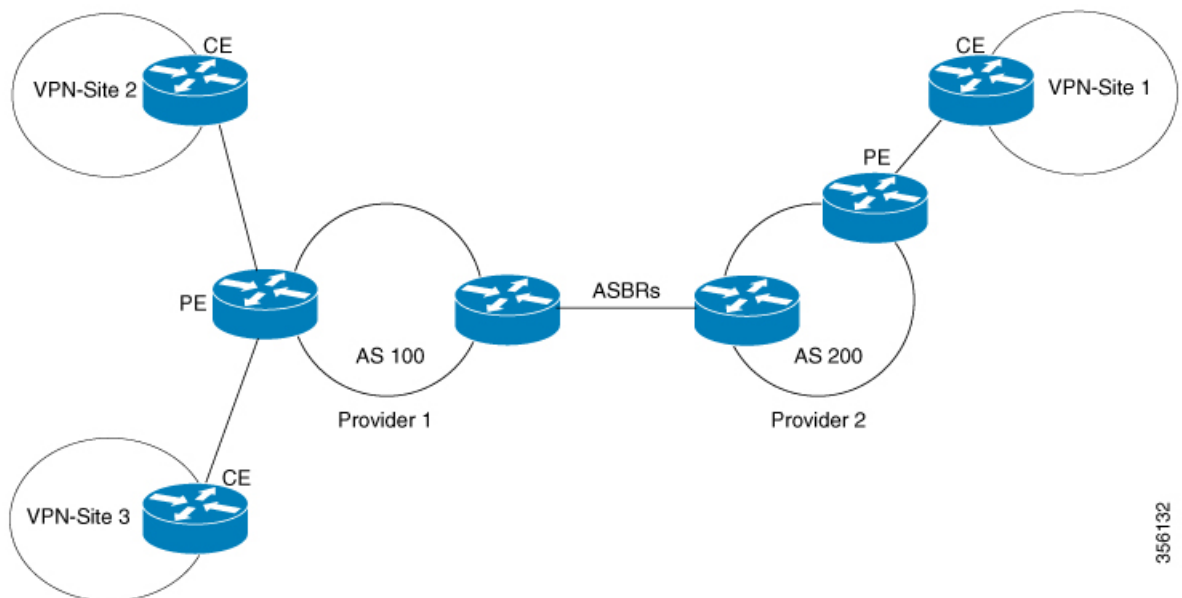 CE
CE
VPN-Site 2
VPN-Site 1
PE
ASBRs
PE
AS 100
AS 200
Provider 1
Provider 2
CE
VPN-Site 3
356132